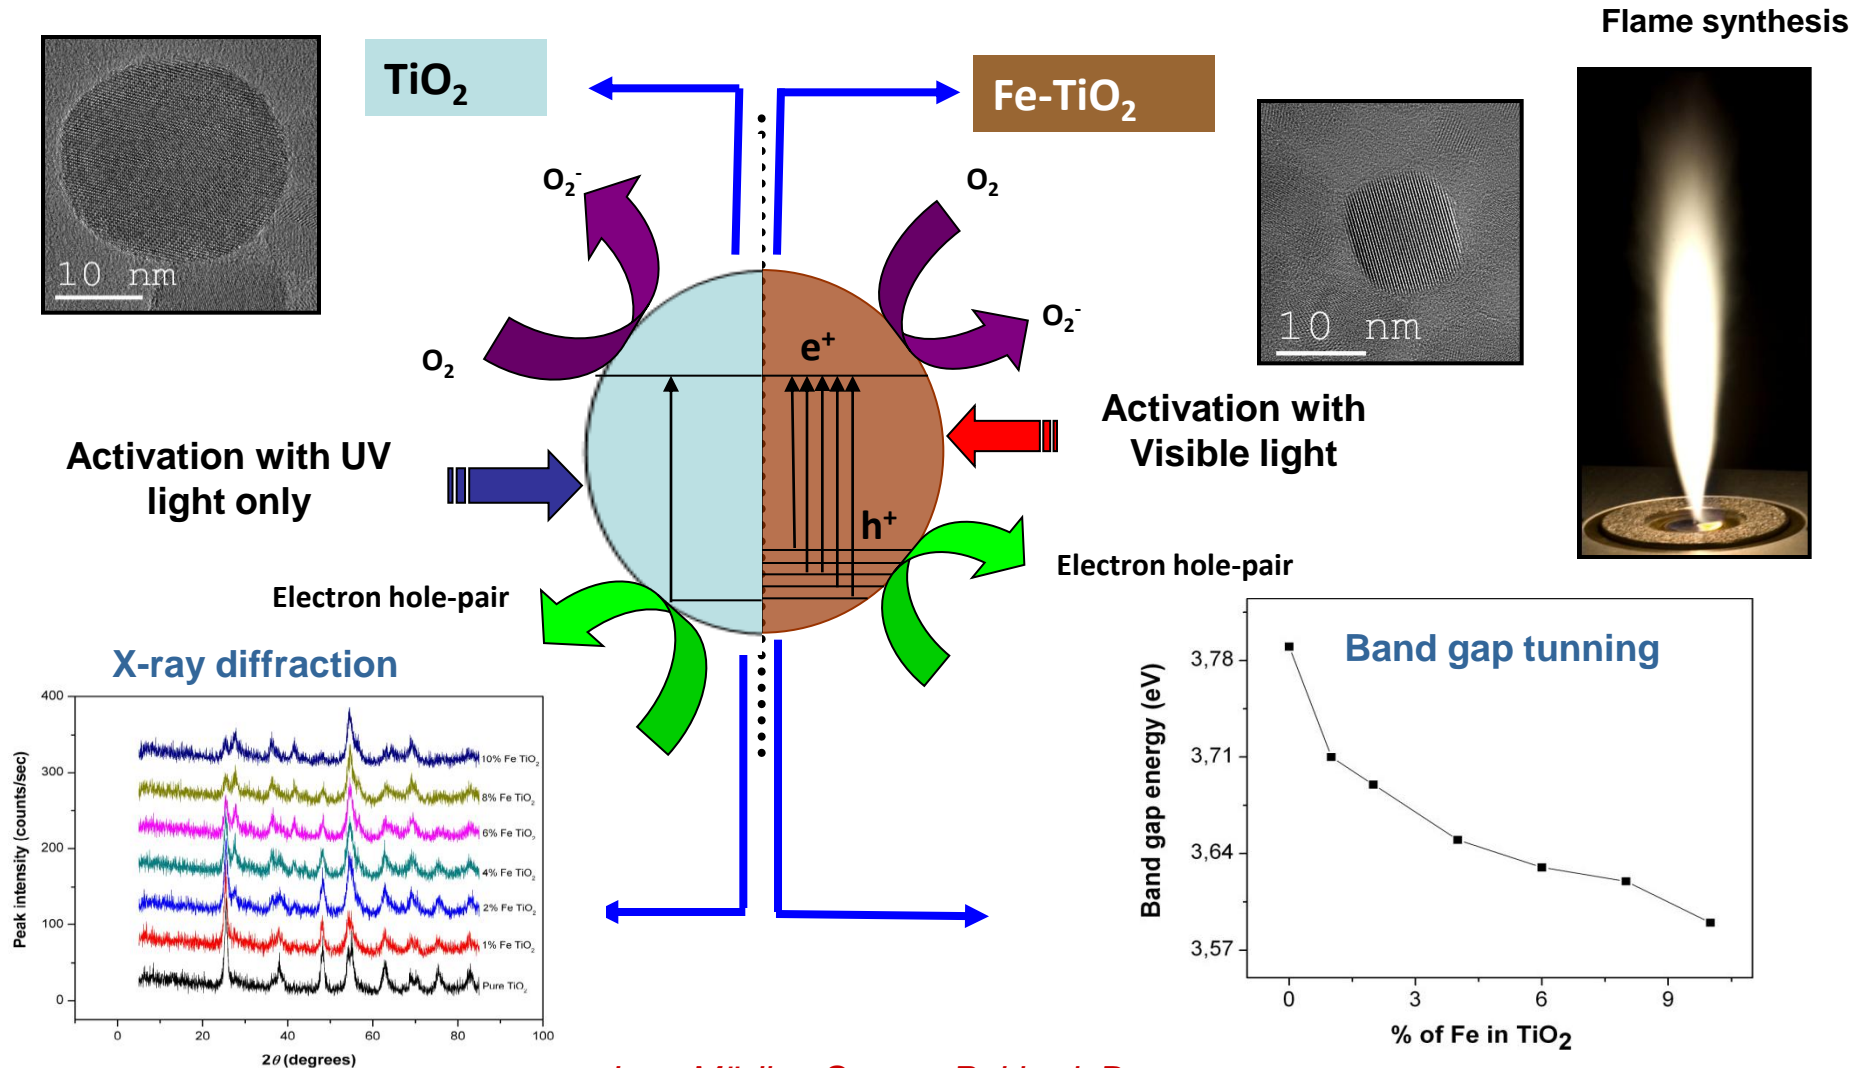 Flame synthesis
TiO₂
Fe-TiO₂
10 nm
10 nm
O₂⁻
O₂
O₂
O₂⁻
e⁺
h⁺
Activation with UV
light only
Activation with
Visible light
Electron hole-pair
Electron hole-pair
X-ray diffraction
Peak intensity (counts/sec)
400
300
200
100
0
10% Fe TiO₂
8% Fe TiO₂
6% Fe TiO₂
4% Fe TiO₂
2% Fe TiO₂
1% Fe TiO₂
Pure TiO₂
0 20 40 60 80 100
2θ (degrees)
Band gap tunning
Band gap energy (eV)
3,78
3,71
3,64
3,57
0 3 6 9
% of Fe in TiO₂